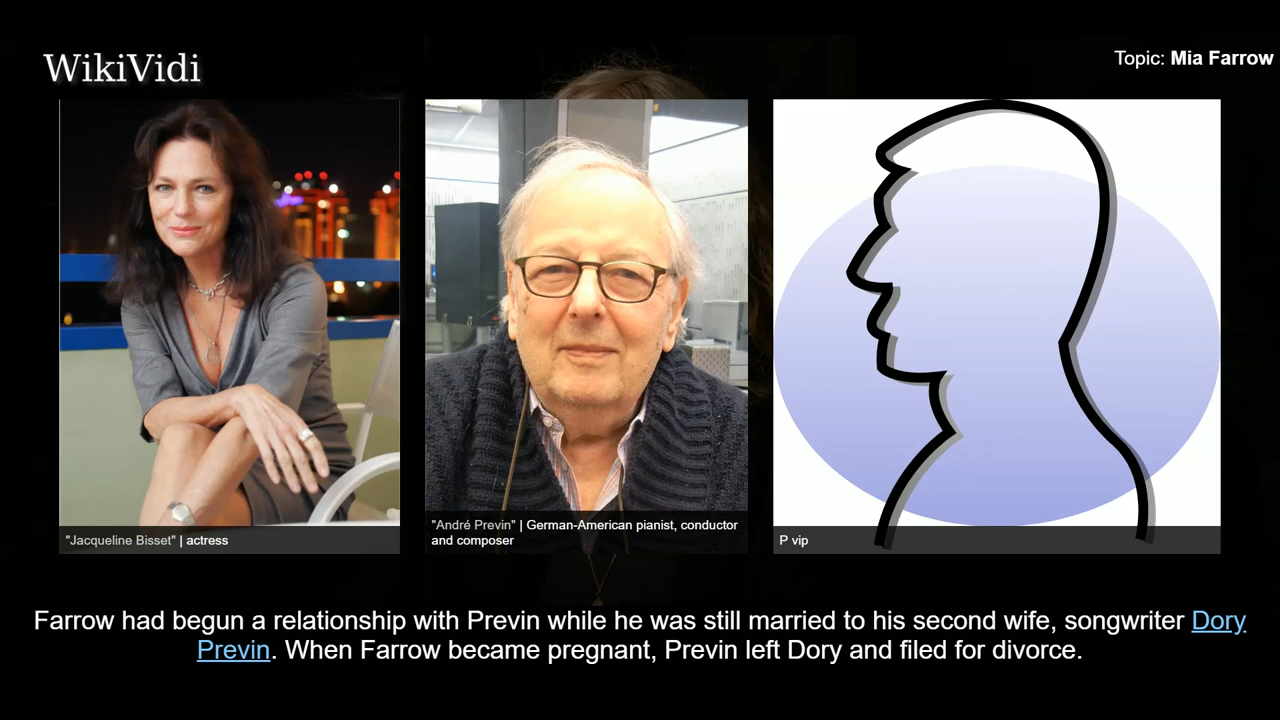 WikiVidi
Topic: Mia Farrow
"Jacqueline Bisset" | actress
"André Previn" | German-American pianist, conductor
and composer
P vip
Farrow had begun a relationship with Previn while he was still married to his second wife, songwriter Dory
Previn. When Farrow became pregnant, Previn left Dory and filed for divorce.